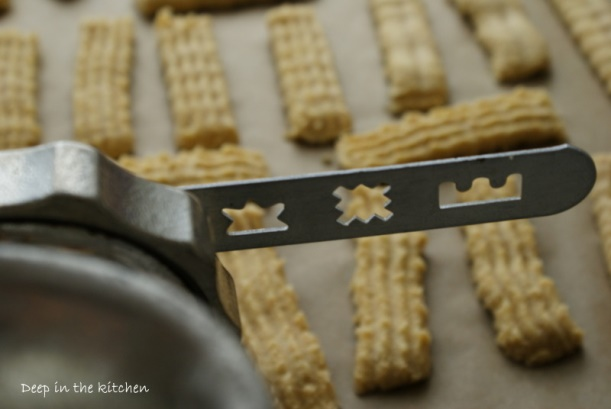 Deep in the kitchen